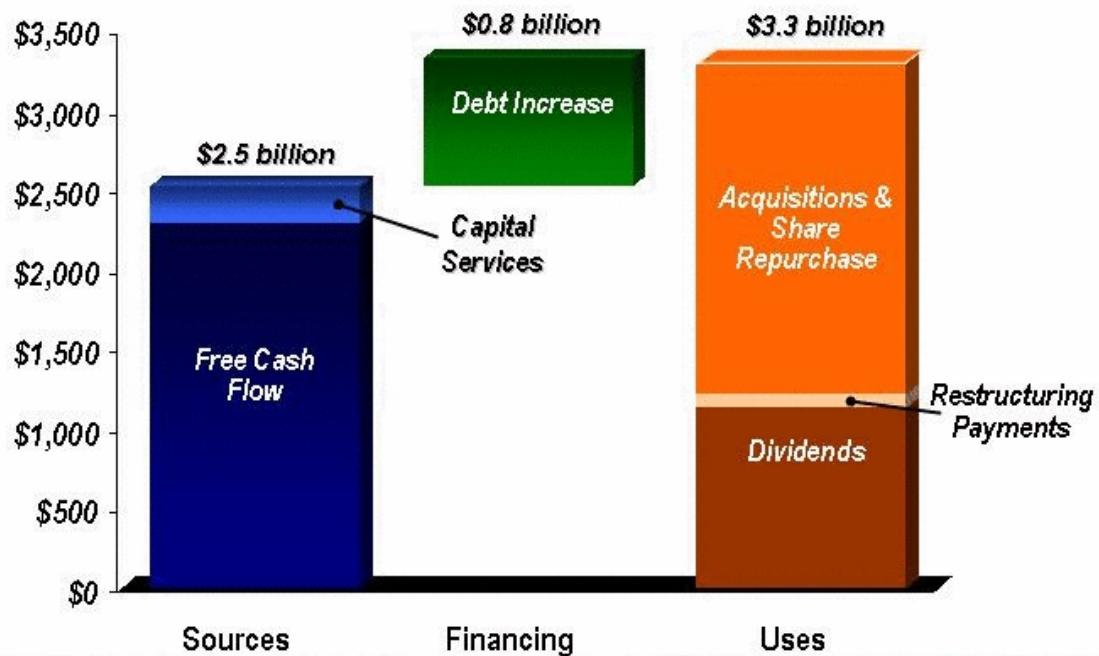 $3,500
$3,000
$2,500
$2,000
$1,500
$1,000
$500
$0
$2.5 billion
$0.8 billion
$3.3 billion
Capital
Services
Free Cash
Flow
Debt Increase
Acquisitions &
Share
Repurchase
Restructuring
Payments
Dividends
Sources
Financing
Uses